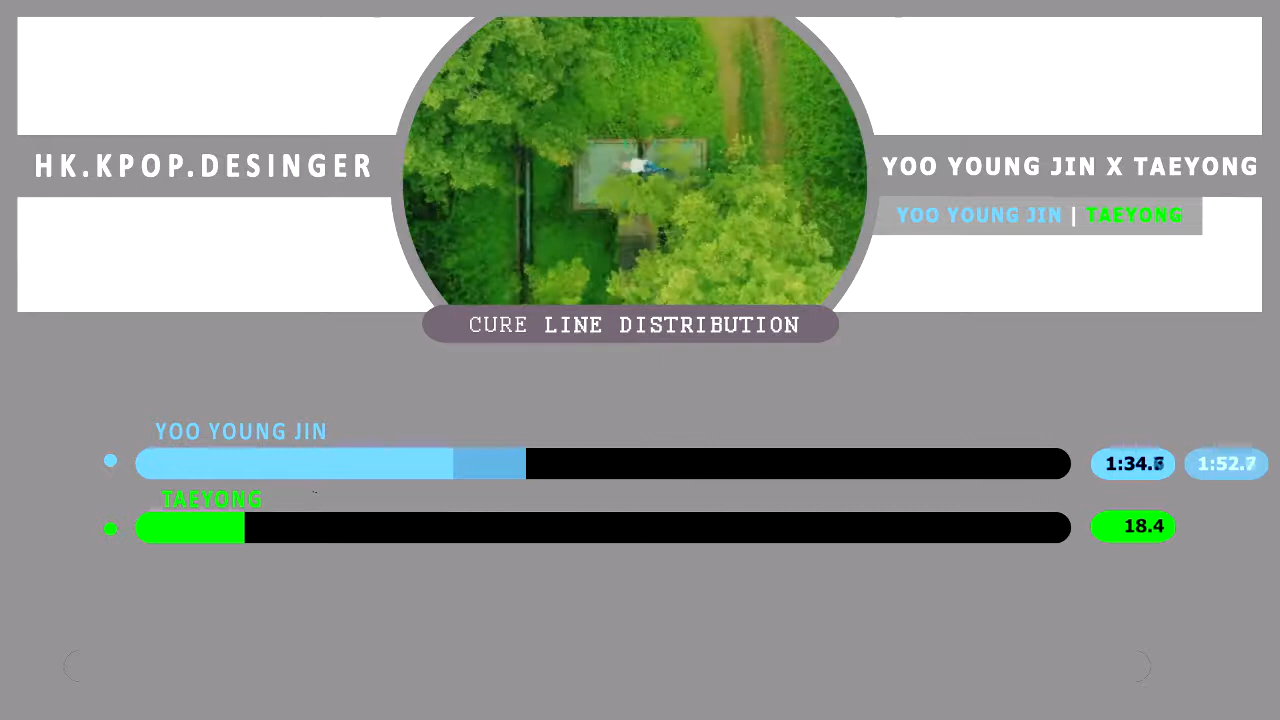 HK.KPOP.DESINGER
YOO YOUNG JIN X TAEYONG
YOO YOUNG JIN | TAEYONG
CURE LINE DISTRIBUTION
YOO YOUNG JIN
1:52.7
TAEYONG
18.4